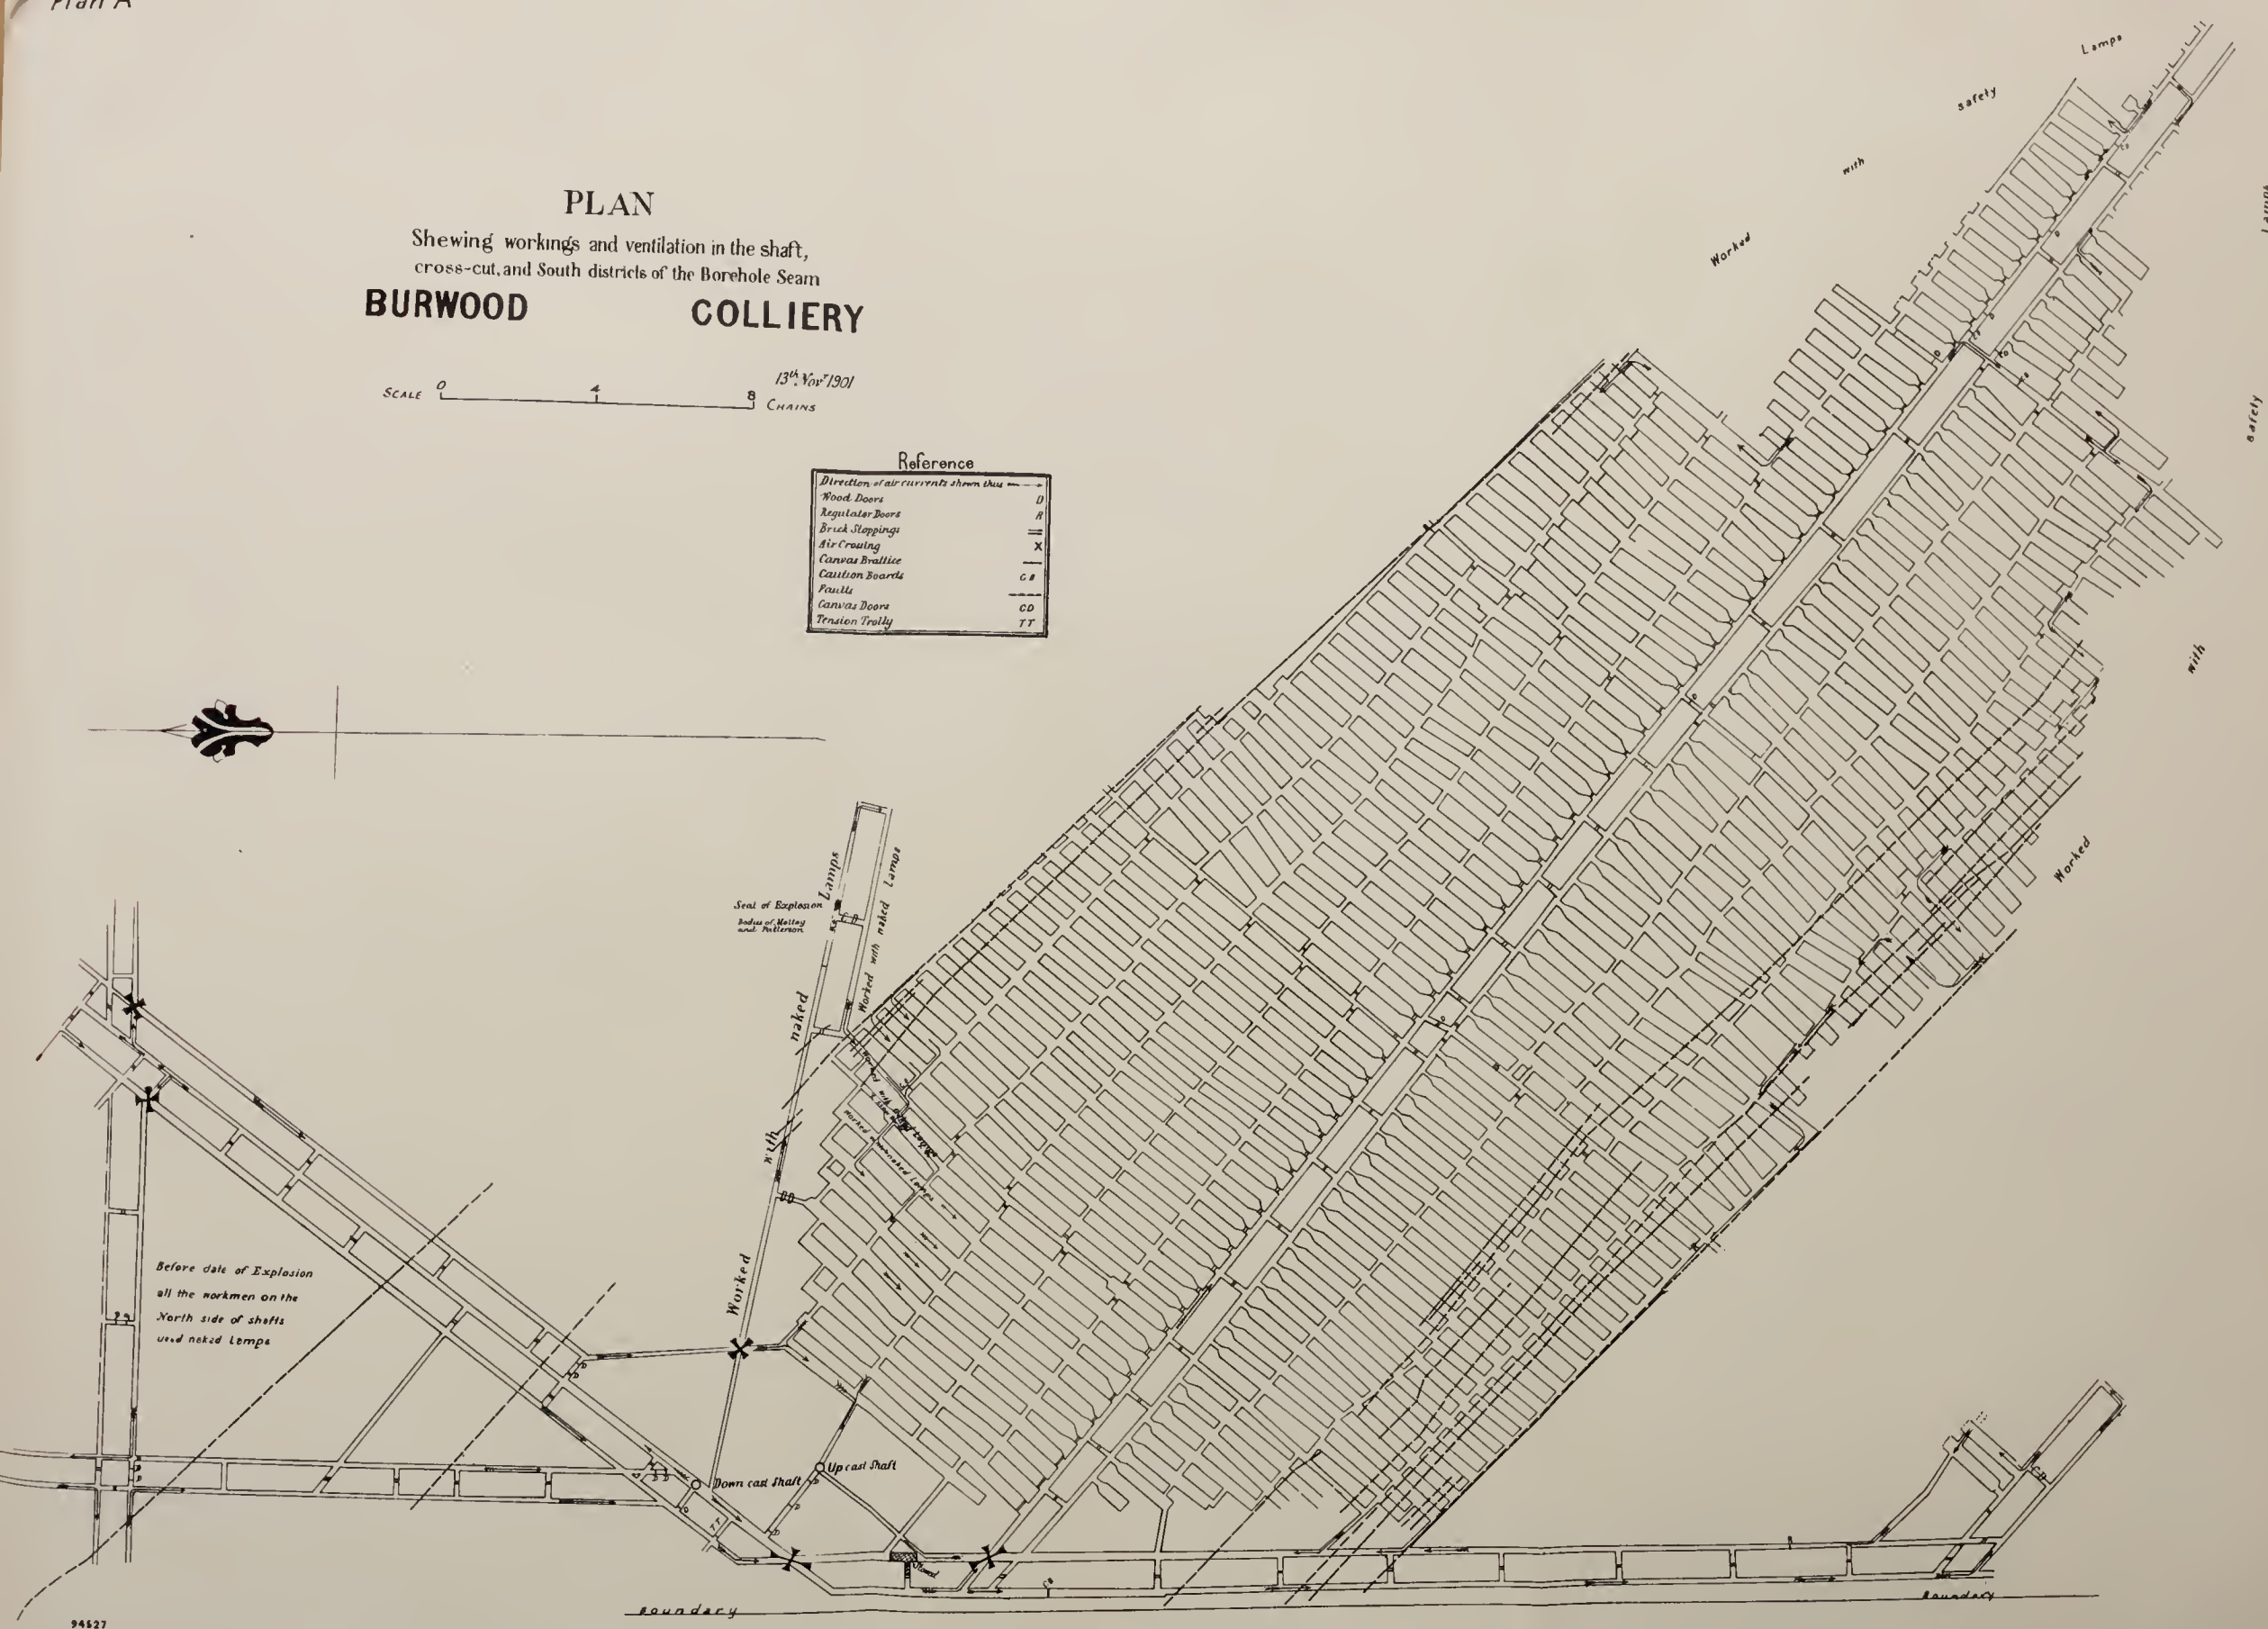 Plan A
PLAN
Shewing workings and ventilation in the shaft,
cross-cut, and South districts of the Borehole Seam
BURWOOD COLLIERY
13th. Novr 1901
SCALE 0 4 8 CHAINS
Reference
Direction of air currents shewn thus
Wood Doors D
Regulator Doors R
Brick Stoppings
Air Crossing X
Canvas Brattice
Caution Boards C B
Faults
Canvas Doors CD
Tension Trolly TT
Worked with safety Lamps
Worked with safety Lamps
Seat of Explosion
Bodies of Molloy
and Patterson
Worked with naked Lamps
Worked with naked Lamps
Worked naked Lamps
Before date of Explosion
all the workmen on the
North side of shafts
used naked Lamps
Down cast Shaft
Up cast Shaft
TT
Boundary
Boundary
94527